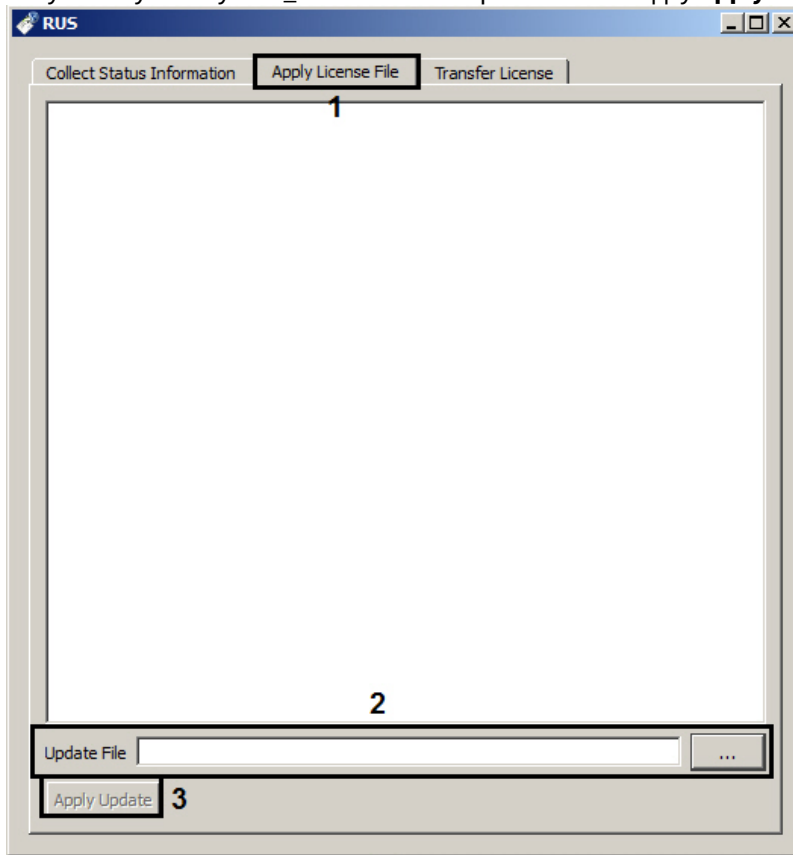 RUS
Collect Status Information Apply License File Transfer License
1
2
Update File ...
Apply Update 3